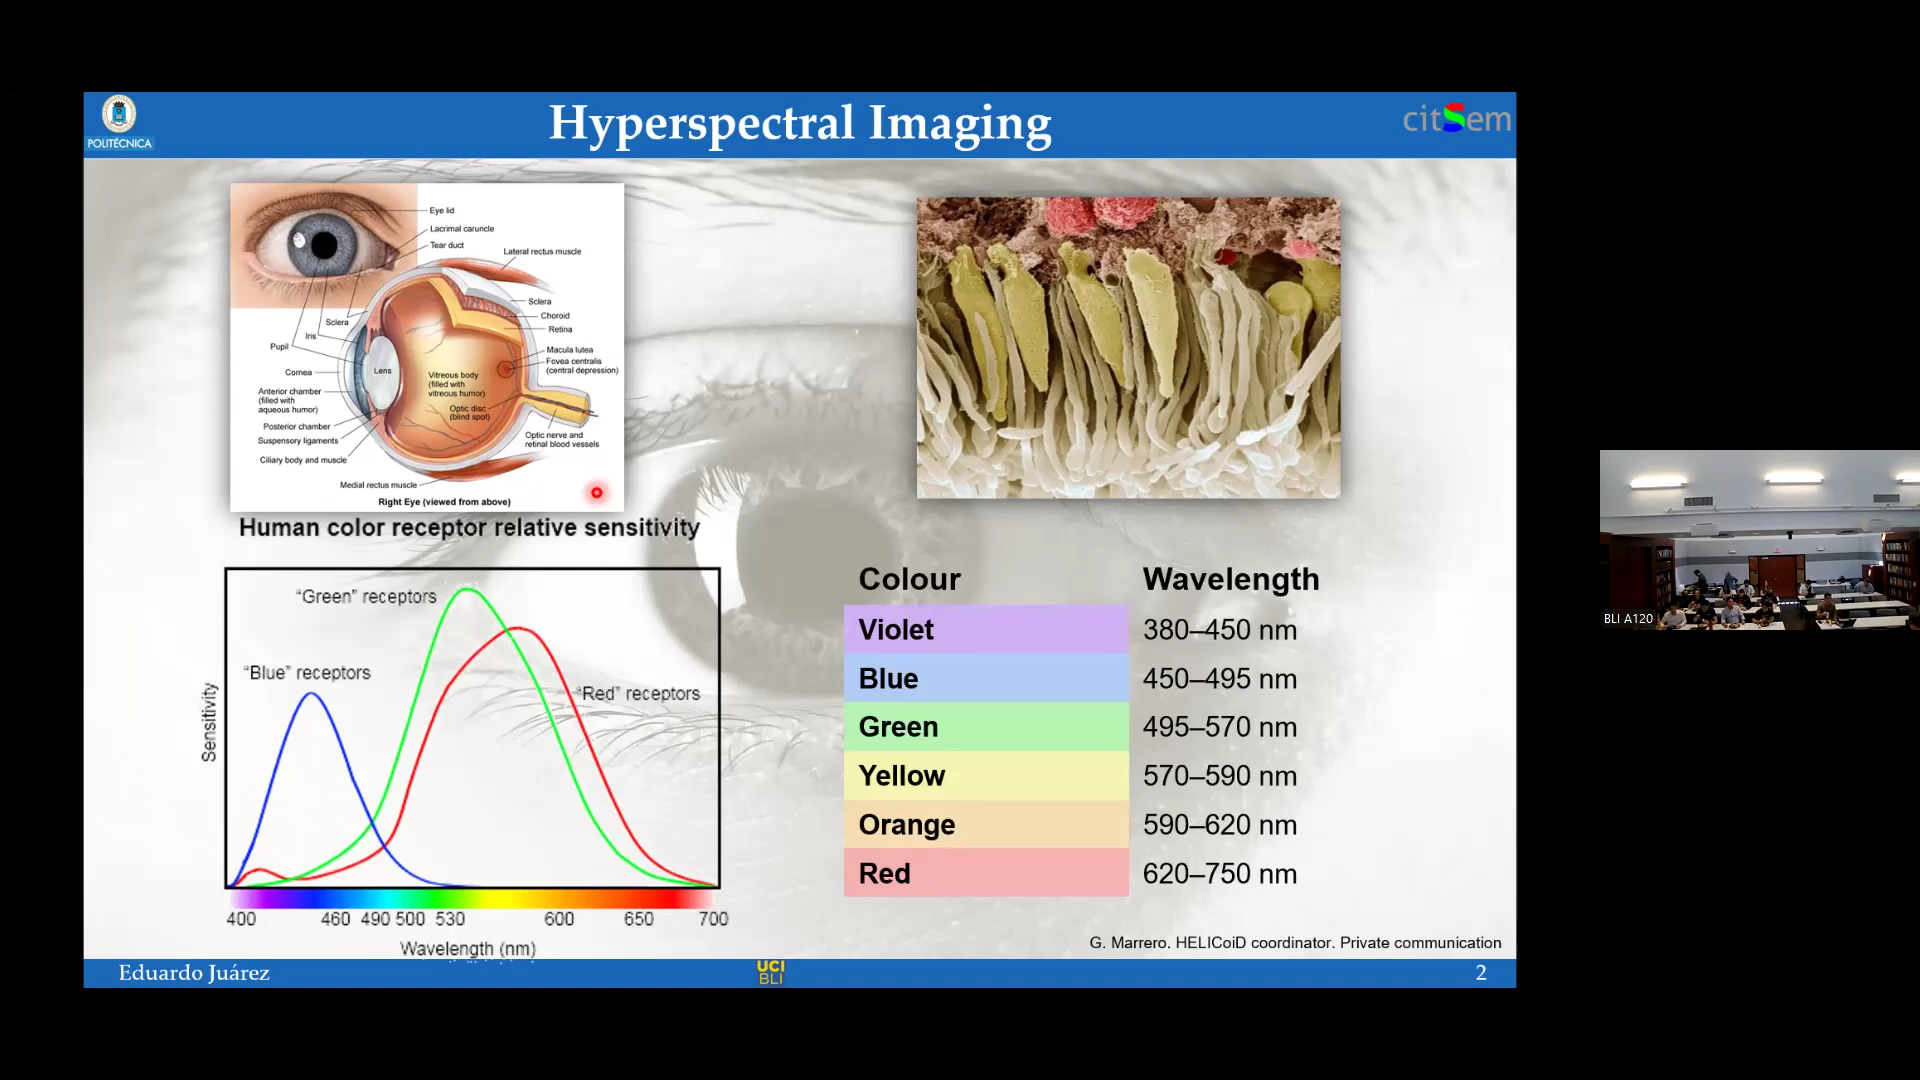 Hyperspectral Imaging
POLITÉCNICA
citSem
Eye lid
Lacrimal caruncle
Tear duct
Lateral rectus muscle
Sclera
Choroid
Retina
Sclera
Iris
Pupil
Macula lutea
Fovea centralis
(central depression)
Cornea
Lens
Vitreous body
(filled with
vitreous humor)
Anterior chamber
(filled with
aqueous humor)
Optic disc
(blind spot)
Posterior chamber
Suspensory ligaments
Optic nerve and
retinal blood vessels
Ciliary body and muscle
Medial rectus muscle
Right Eye (viewed from above)
Human color receptor relative sensitivity
"Green" receptors
"Blue" receptors
"Red" receptors
Sensitivity
400 460 490 500 530 600 650 700
Wavelength (nm)
Colour Wavelength
Violet 380–450 nm
Blue 450–495 nm
Green 495–570 nm
Yellow 570–590 nm
Orange 590–620 nm
Red 620–750 nm
G. Marrero. HELICoiD coordinator. Private communication
Eduardo Juárez
UCI
BLI
2
BLI A120